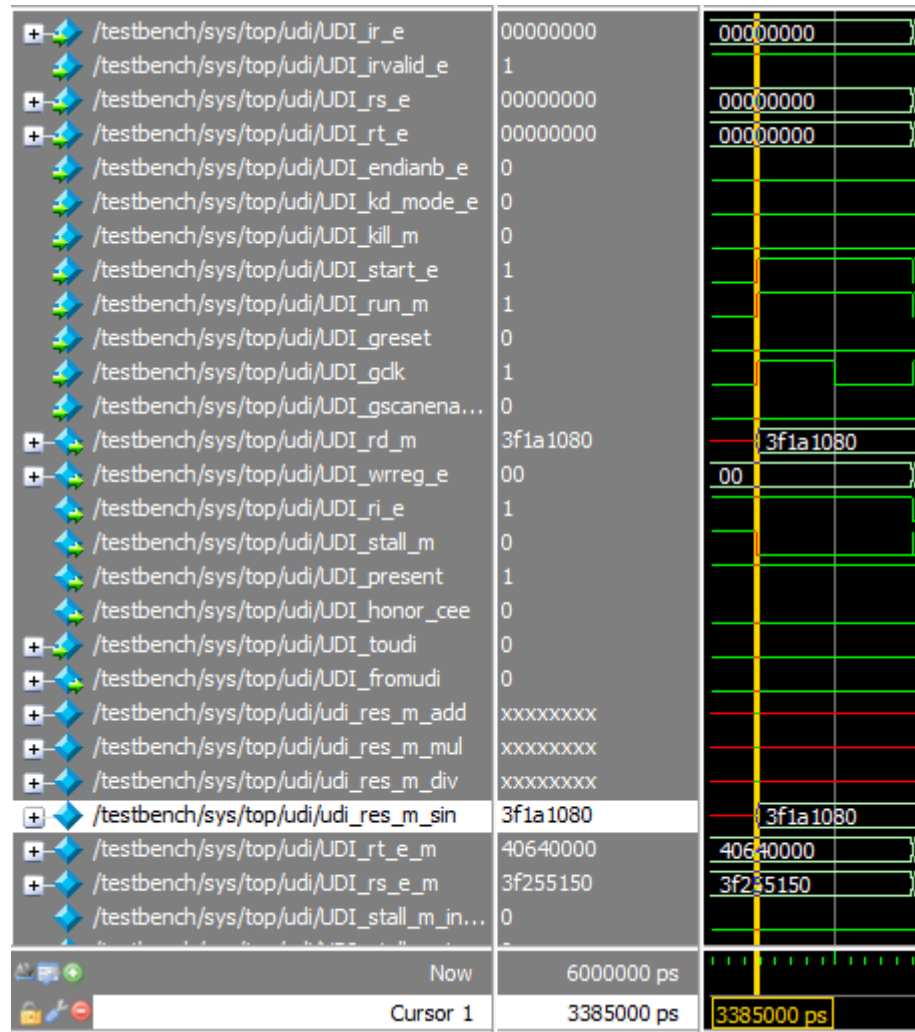 /testbench/sys/top/udi/UDI_ir_e 00000000 00000000
/testbench/sys/top/udi/UDI_irvalid_e 1
/testbench/sys/top/udi/UDI_rs_e 00000000 00000000
/testbench/sys/top/udi/UDI_rt_e 00000000 00000000
/testbench/sys/top/udi/UDI_endianb_e 0
/testbench/sys/top/udi/UDI_kd_mode_e 0
/testbench/sys/top/udi/UDI_kill_m 0
/testbench/sys/top/udi/UDI_start_e 1
/testbench/sys/top/udi/UDI_run_m 1
/testbench/sys/top/udi/UDI_greset 0
/testbench/sys/top/udi/UDI_gclk 1
/testbench/sys/top/udi/UDI_gscanena... 0
/testbench/sys/top/udi/UDI_rd_m 3f1a1080 3f1a1080
/testbench/sys/top/udi/UDI_wrreg_e 00 00
/testbench/sys/top/udi/UDI_ri_e 1
/testbench/sys/top/udi/UDI_stall_m 0
/testbench/sys/top/udi/UDI_present 1
/testbench/sys/top/udi/UDI_honor_cee 0
/testbench/sys/top/udi/UDI_toudi 0
/testbench/sys/top/udi/UDI_fromudi 0
/testbench/sys/top/udi/udi_res_m_add xxxxxxxx
/testbench/sys/top/udi/udi_res_m_mul xxxxxxxx
/testbench/sys/top/udi/udi_res_m_div xxxxxxxx
/testbench/sys/top/udi/udi_res_m_sin 3f1a1080 3f1a1080
/testbench/sys/top/udi/UDI_rt_e_m 40640000 40640000
/testbench/sys/top/udi/UDI_rs_e_m 3f255150 3f255150
/testbench/sys/top/udi/UDI_stall_m_in... 0
Now 6000000 ps
Cursor 1 3385000 ps 3385000 ps